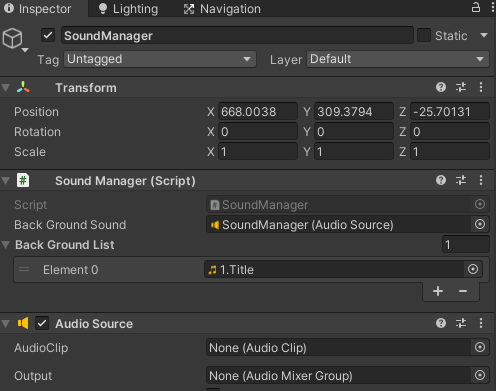 Inspector Lighting Navigation
SoundManager Static
Tag Untagged Layer Default
Transform
Position X 668.0038 Y 309.3794 Z -25.70131
Rotation X 0 Y 0 Z 0
Scale X 1 Y 1 Z 1
# Sound Manager (Script)
Script # SoundManager
Back Ground Sound SoundManager (Audio Source)
Back Ground List 1
Element 0 1.Title
+ −
Audio Source
AudioClip None (Audio Clip)
Output None (Audio Mixer Group)